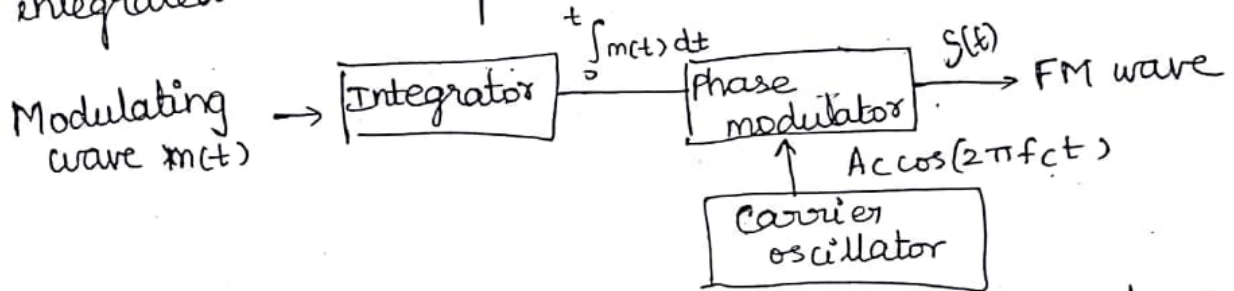 integrated
t
∫m(t) dt
0
S(t)
Modulating
wave m(t)
Integrator
Phase
modulator
FM wave
Ac cos(2πfct)
Carrier
oscillator